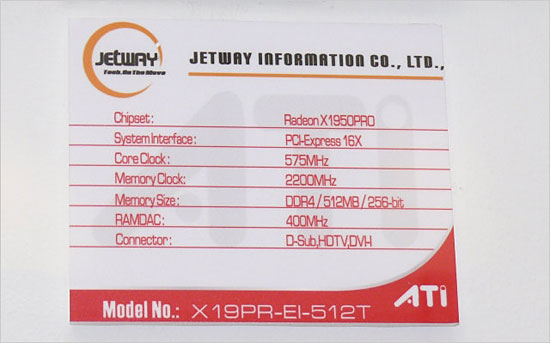 JETWAY
Tech. On The Move
JETWAY INFORMATION CO., LTD.,
ATI
Chipset: Radeon X1950PRO
System Interface: PCI-Express 16X
Core Clock: 575MHz
Memory Clock: 2200MHz
Memory Size: DDR4 / 512MB / 256-bit
RAMDAC: 400MHz
Connector: D-Sub,HDTV,DVI-I
Model No.: X19PR-EI-512T
ATI